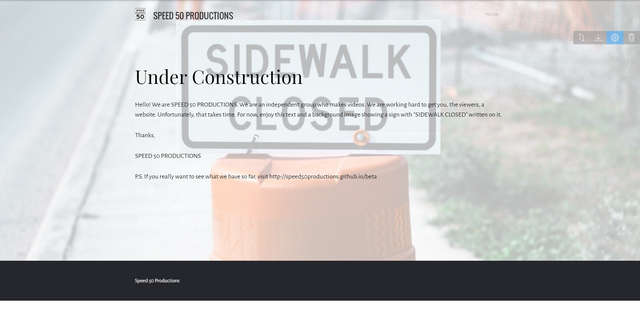 SPEED 50
SPEED 50 PRODUCTIONS
Home
SIDEWALK
CLOSED
Under Construction
Hello! We are SPEED 50 PRODUCTIONS. We are an independent group who makes videos. We are working hard to get you, the viewers, a
website. Unfortunately, that takes time. For now, enjoy this text and a background image showing a sign with "SIDEWALK CLOSED" written on it.
Thanks,
SPEED 50 PRODUCTIONS
P.S. If you really want to see what we have so far, visit http://speed50productions.github.io/beta
Speed 50 Productions